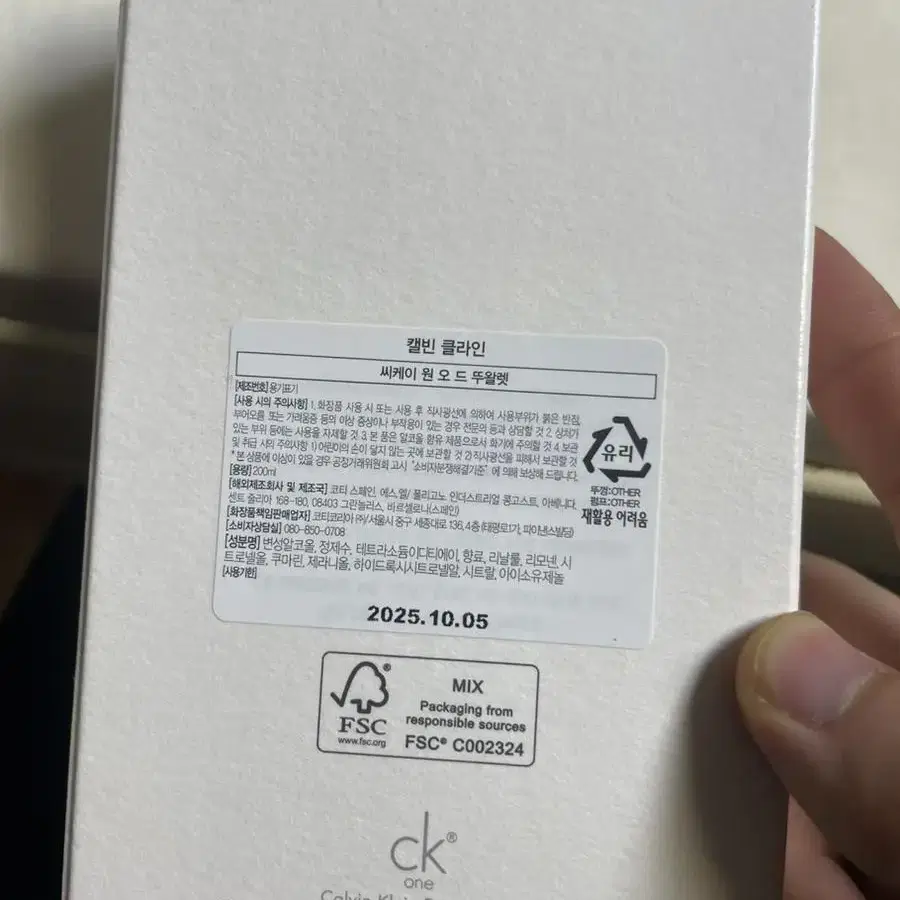 캘빈 클라인
씨케이 원 오 드 뚜왈렛
[제조번호] 용기표기
[사용 시의 주의사항] 1. 화장품 사용 시 또는 사용 후 직사광선에 의하여 사용부위가 붉은 반점,
부어오름 또는 가려움증 등의 이상 증상이나 부작용이 있는 경우 전문의 등과 상담할 것 2. 상처가
있는 부위 등에는 사용을 자제할 것. 3. 본 품은 알코올 함유 제품으로서 화기에 주의할 것 4. 보관
및 취급 시의 주의사항 1) 어린이의 손이 닿지 않는 곳에 보관할 것 2) 직사광선을 피해서 보관할 것
* 본 상품에 이상이 있을 경우 공정거래위원회 고시 "소비자분쟁해결기준" 에 의해 보상해 드립니다.
[용량] 200ml
[해외제조회사 및 제조국] 코티 스페인, 에스.엘/ 폴리고노 인더스트리얼 콩고스트, 아베니다,
센트 줄리아 168-180, 08403 그란놀러스, 바르셀로나(스페인)
[화장품책임판매업자] 코티코리아 ㈜/서울시 중구 세종대로 136, 4층 (태평로1가, 파이낸스빌딩)
[소비자상담실] 080-850-0708
[성분명] 변성알코올, 정제수, 테트라소듐이디티에이, 향료, 리날룰, 리모넨, 시
트로넬올, 쿠마린, 제라니올, 하이드록시시트로넬알, 시트랄, 아이소유제놀
[사용기한]
2025.10.05
유리
뚜껑:OTHER
펌프:OTHER
재활용 어려움
FSC®
www.fsc.org
MIX
Packaging from
responsible sources
FSC® C002324
ck®
one